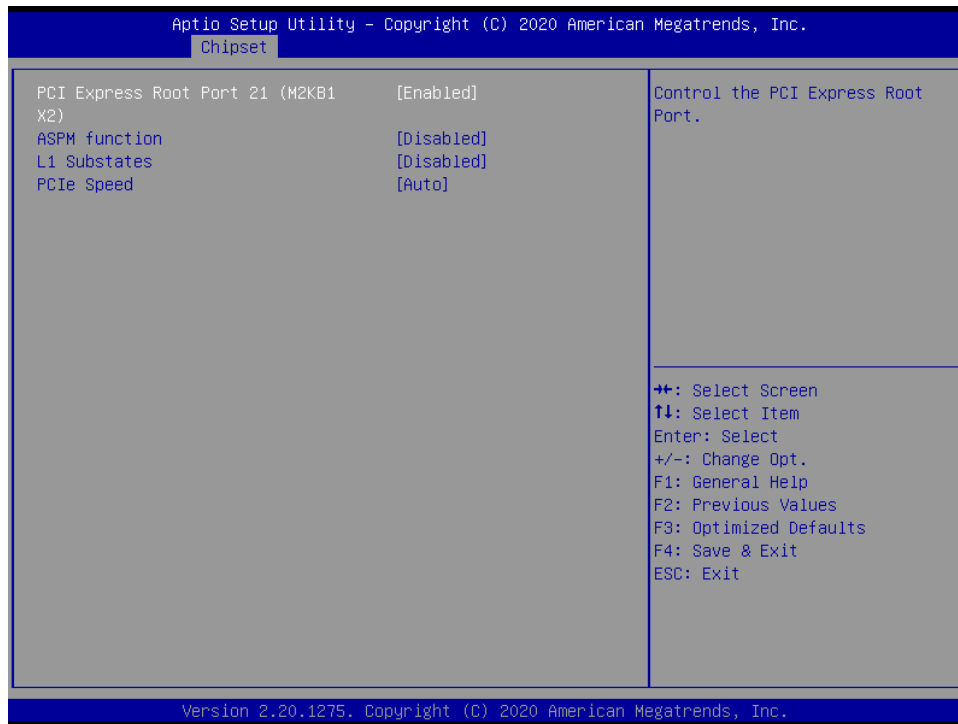 Aptio Setup Utility – Copyright (C) 2020 American Megatrends, Inc.
Chipset
PCI Express Root Port 21 (M2KB1 X2) [Enabled]
ASPM function [Disabled]
L1 Substates [Disabled]
PCIe Speed [Auto]
Control the PCI Express Root
Port.
→←: Select Screen
↑↓: Select Item
Enter: Select
+/-: Change Opt.
F1: General Help
F2: Previous Values
F3: Optimized Defaults
F4: Save & Exit
ESC: Exit
Version 2.20.1275. Copyright (C) 2020 American Megatrends, Inc.